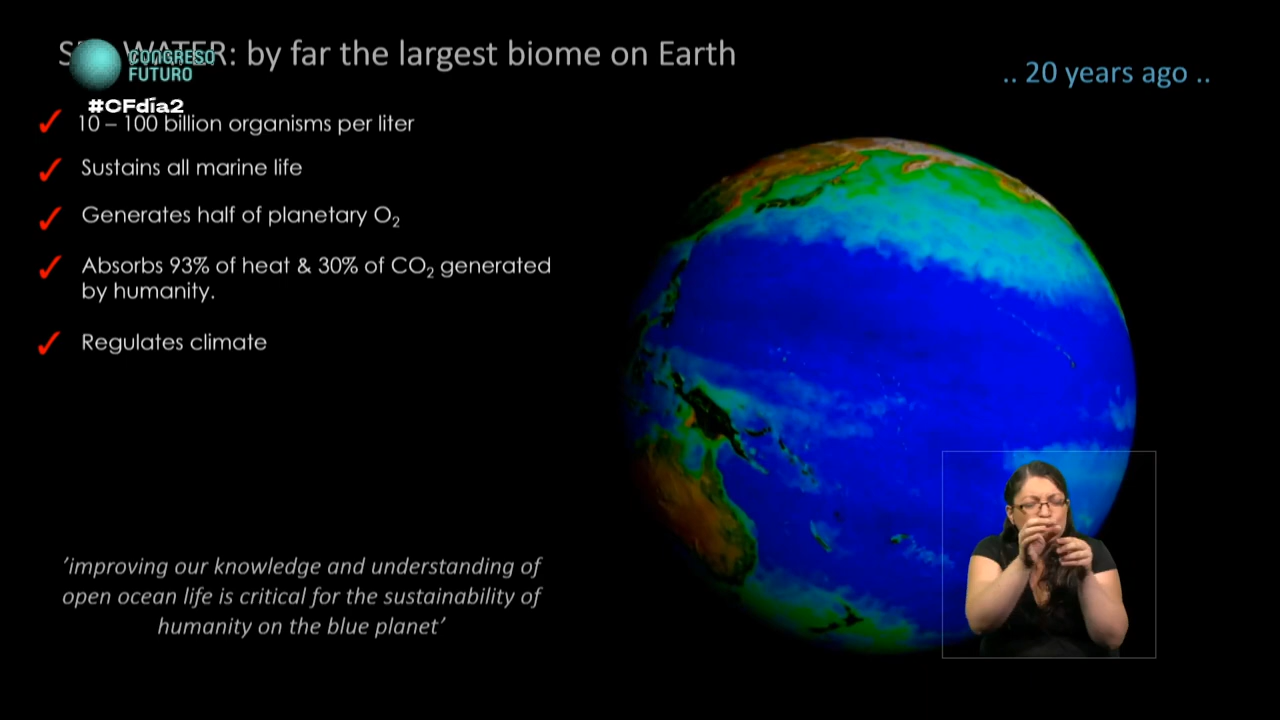 WATER: by far the largest biome on Earth
CONGRESO
FUTURO
#CFdía2
.. 20 years ago ..
✓ 10 – 100 billion organisms per liter
✓ Sustains all marine life
✓ Generates half of planetary O₂
✓ Absorbs 93% of heat & 30% of CO₂ generated
by humanity.
✓ Regulates climate
’improving our knowledge and understanding of
open ocean life is critical for the sustainability of
humanity on the blue planet’